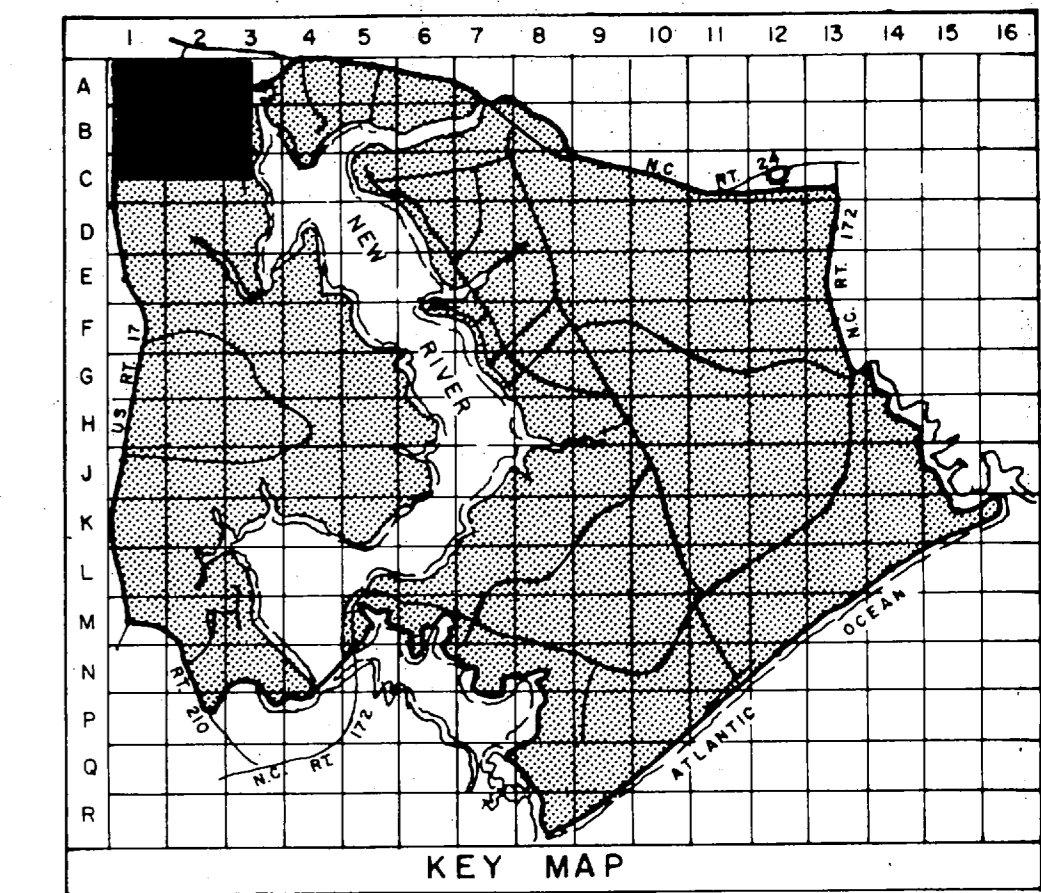 1 2 3 4 5 6 7 8 9 10 11 12 13 14 15 16
A
B
C
D
E
F
G
H
J
K
L
M
N
P
Q
R
N.C. RT. 24
NEW RIVER
N.C. RT. 172
US RT. 17
RT. 210
N.C. RT. 172
ATLANTIC OCEAN
KEY MAP